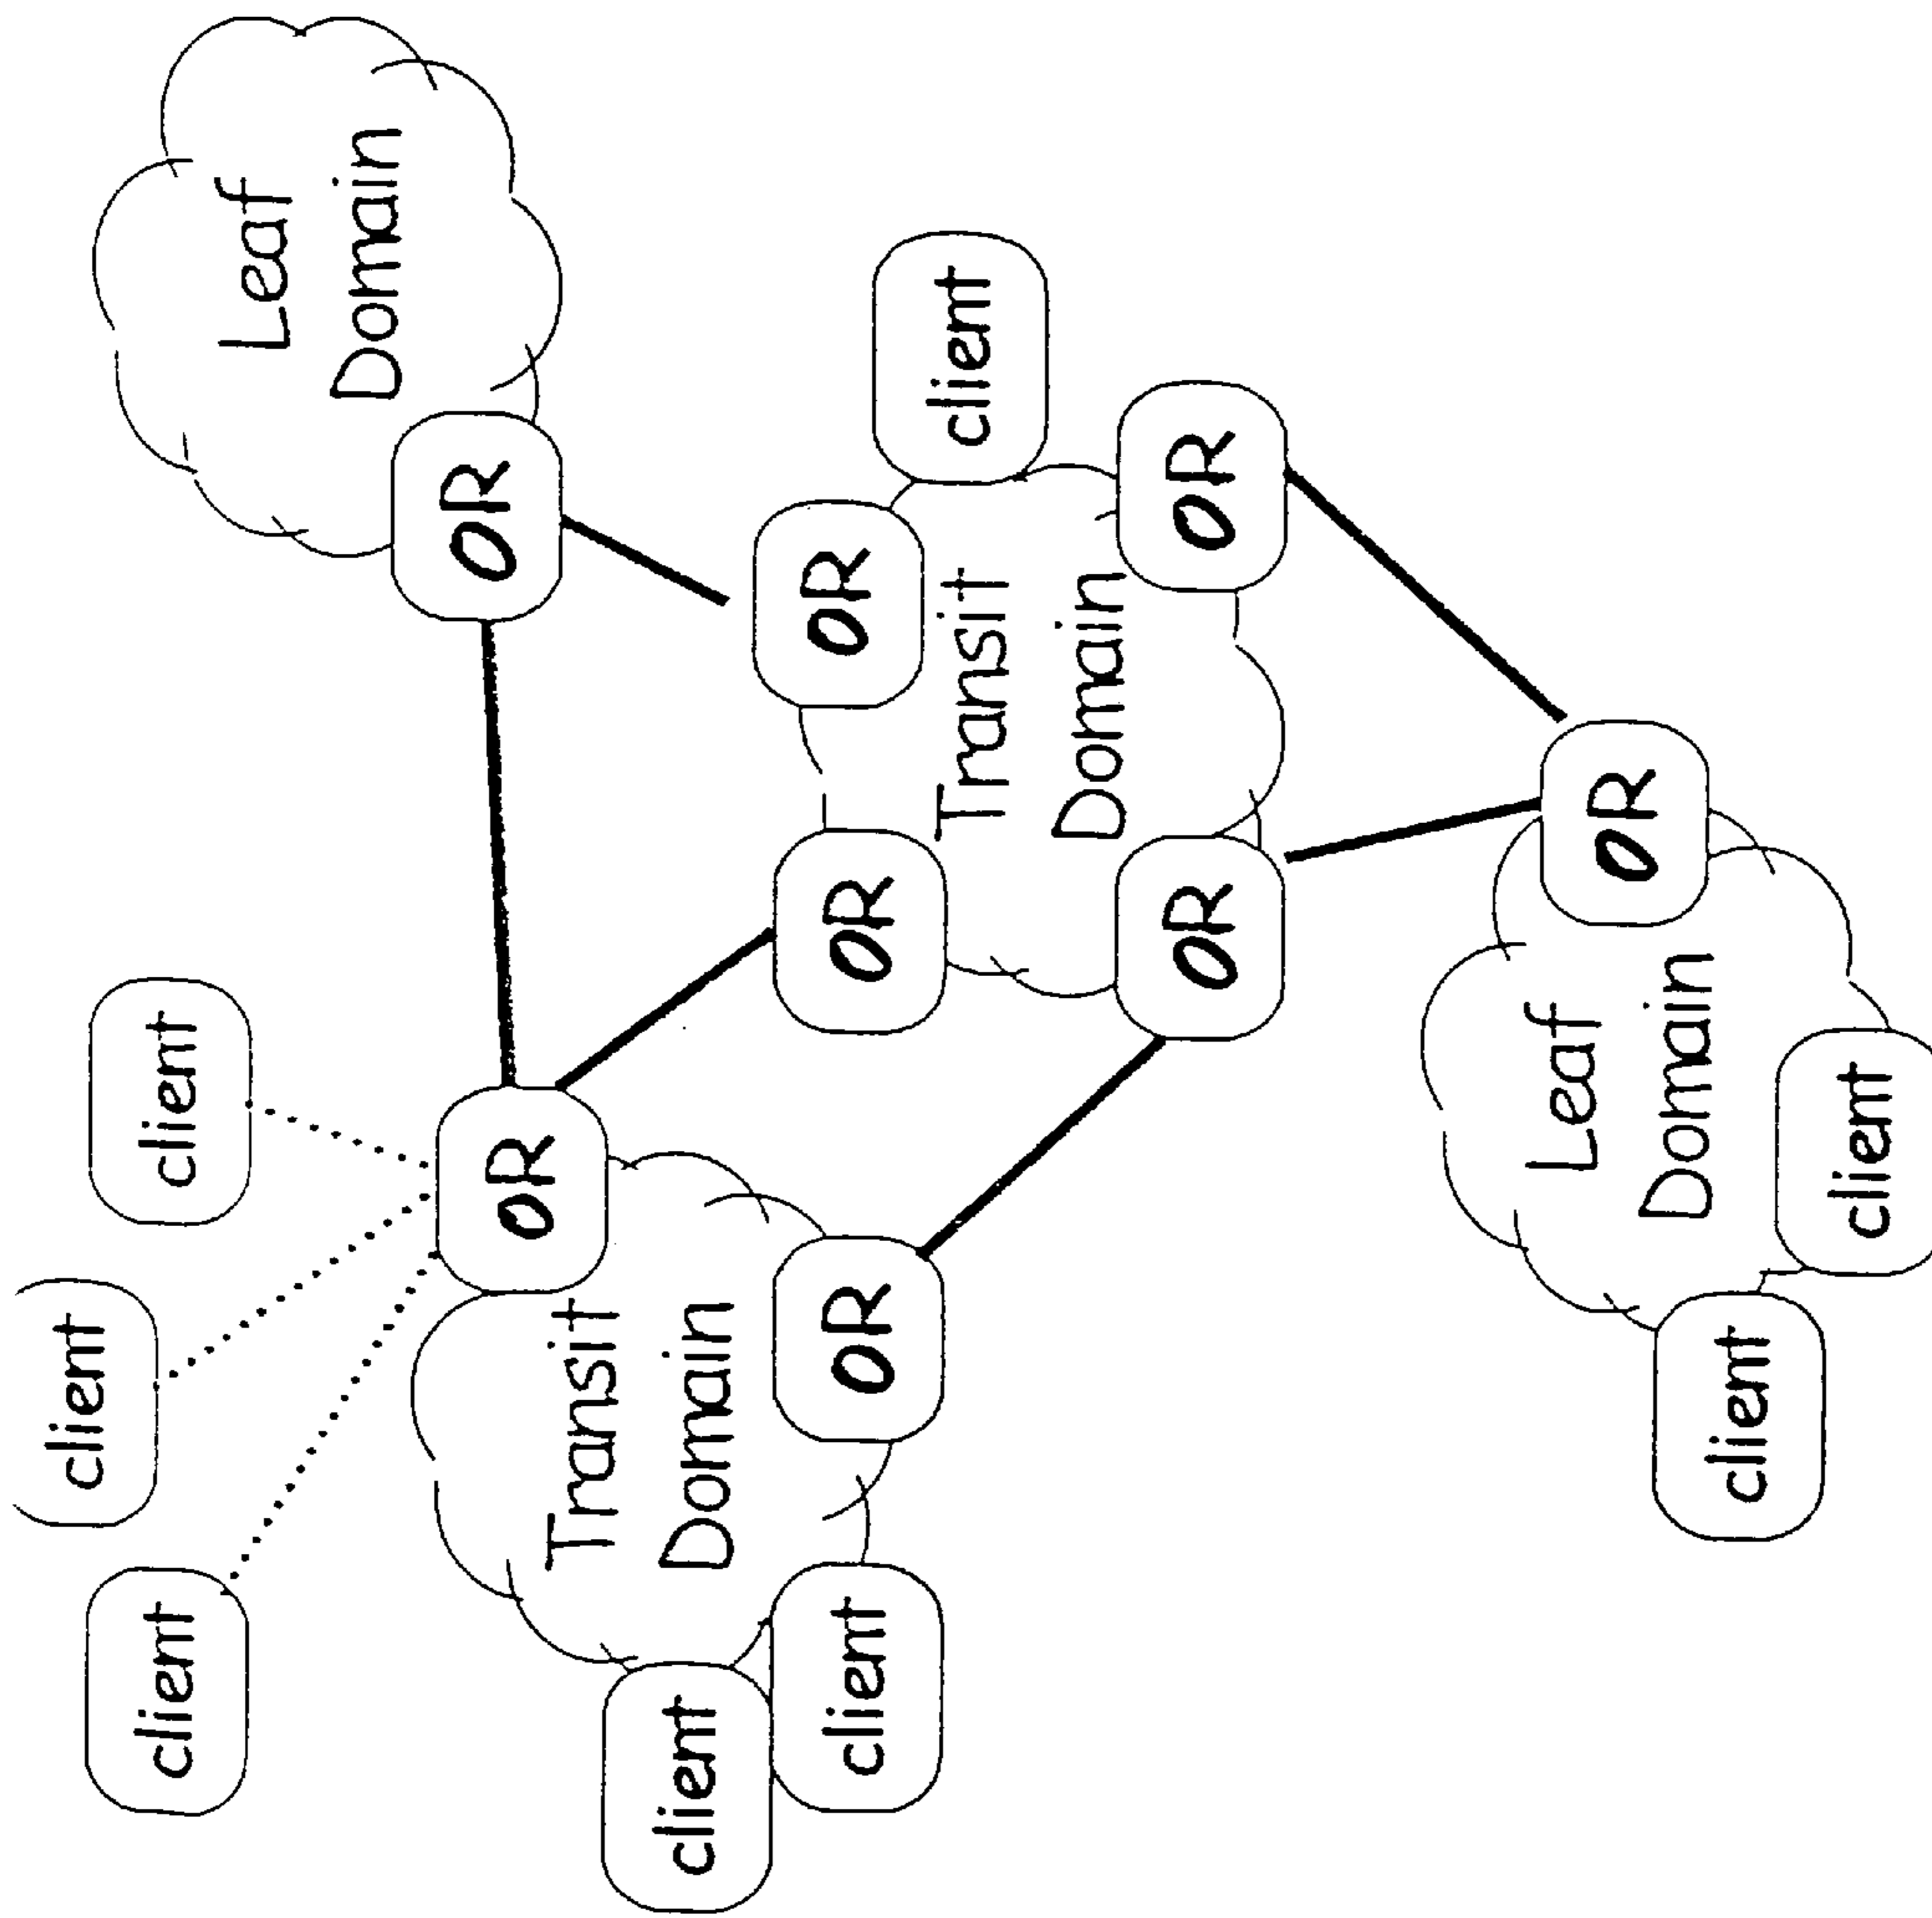 client
client
client
Leaf
Domain
OR
OR
Transit
Domain
client
client
OR
OR
OR
Transit
Domain
client
OR
OR
Leaf
Domain
OR
client
client